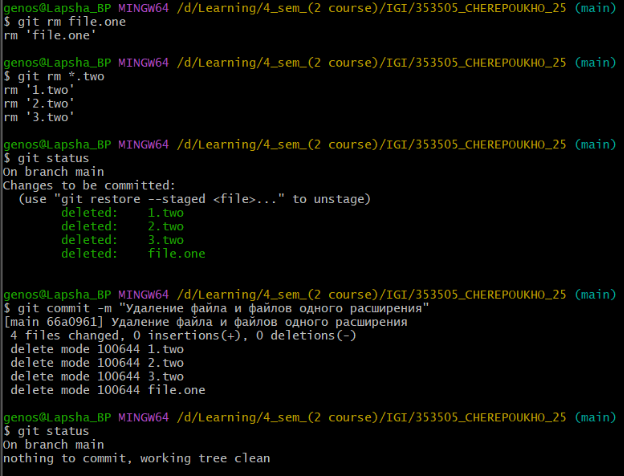 genos@Lapsha_BP MINGW64 /d/Learning/4_sem_(2 course)/IGI/353505_CHEREPOUKHO_25 (main)
$ git rm file.one
rm 'file.one'
genos@Lapsha_BP MINGW64 /d/Learning/4_sem_(2 course)/IGI/353505_CHEREPOUKHO_25 (main)
$ git rm *.two
rm '1.two'
rm '2.two'
rm '3.two'
genos@Lapsha_BP MINGW64 /d/Learning/4_sem_(2 course)/IGI/353505_CHEREPOUKHO_25 (main)
$ git status
On branch main
Changes to be committed:
  (use "git restore --staged <file>..." to unstage)
        deleted:    1.two
        deleted:    2.two
        deleted:    3.two
        deleted:    file.one
genos@Lapsha_BP MINGW64 /d/Learning/4_sem_(2 course)/IGI/353505_CHEREPOUKHO_25 (main)
$ git commit -m "Удаление файла и файлов одного расширения"
[main 66a0961] Удаление файла и файлов одного расширения
 4 files changed, 0 insertions(+), 0 deletions(-)
 delete mode 100644 1.two
 delete mode 100644 2.two
 delete mode 100644 3.two
 delete mode 100644 file.one
genos@Lapsha_BP MINGW64 /d/Learning/4_sem_(2 course)/IGI/353505_CHEREPOUKHO_25 (main)
$ git status
On branch main
nothing to commit, working tree clean